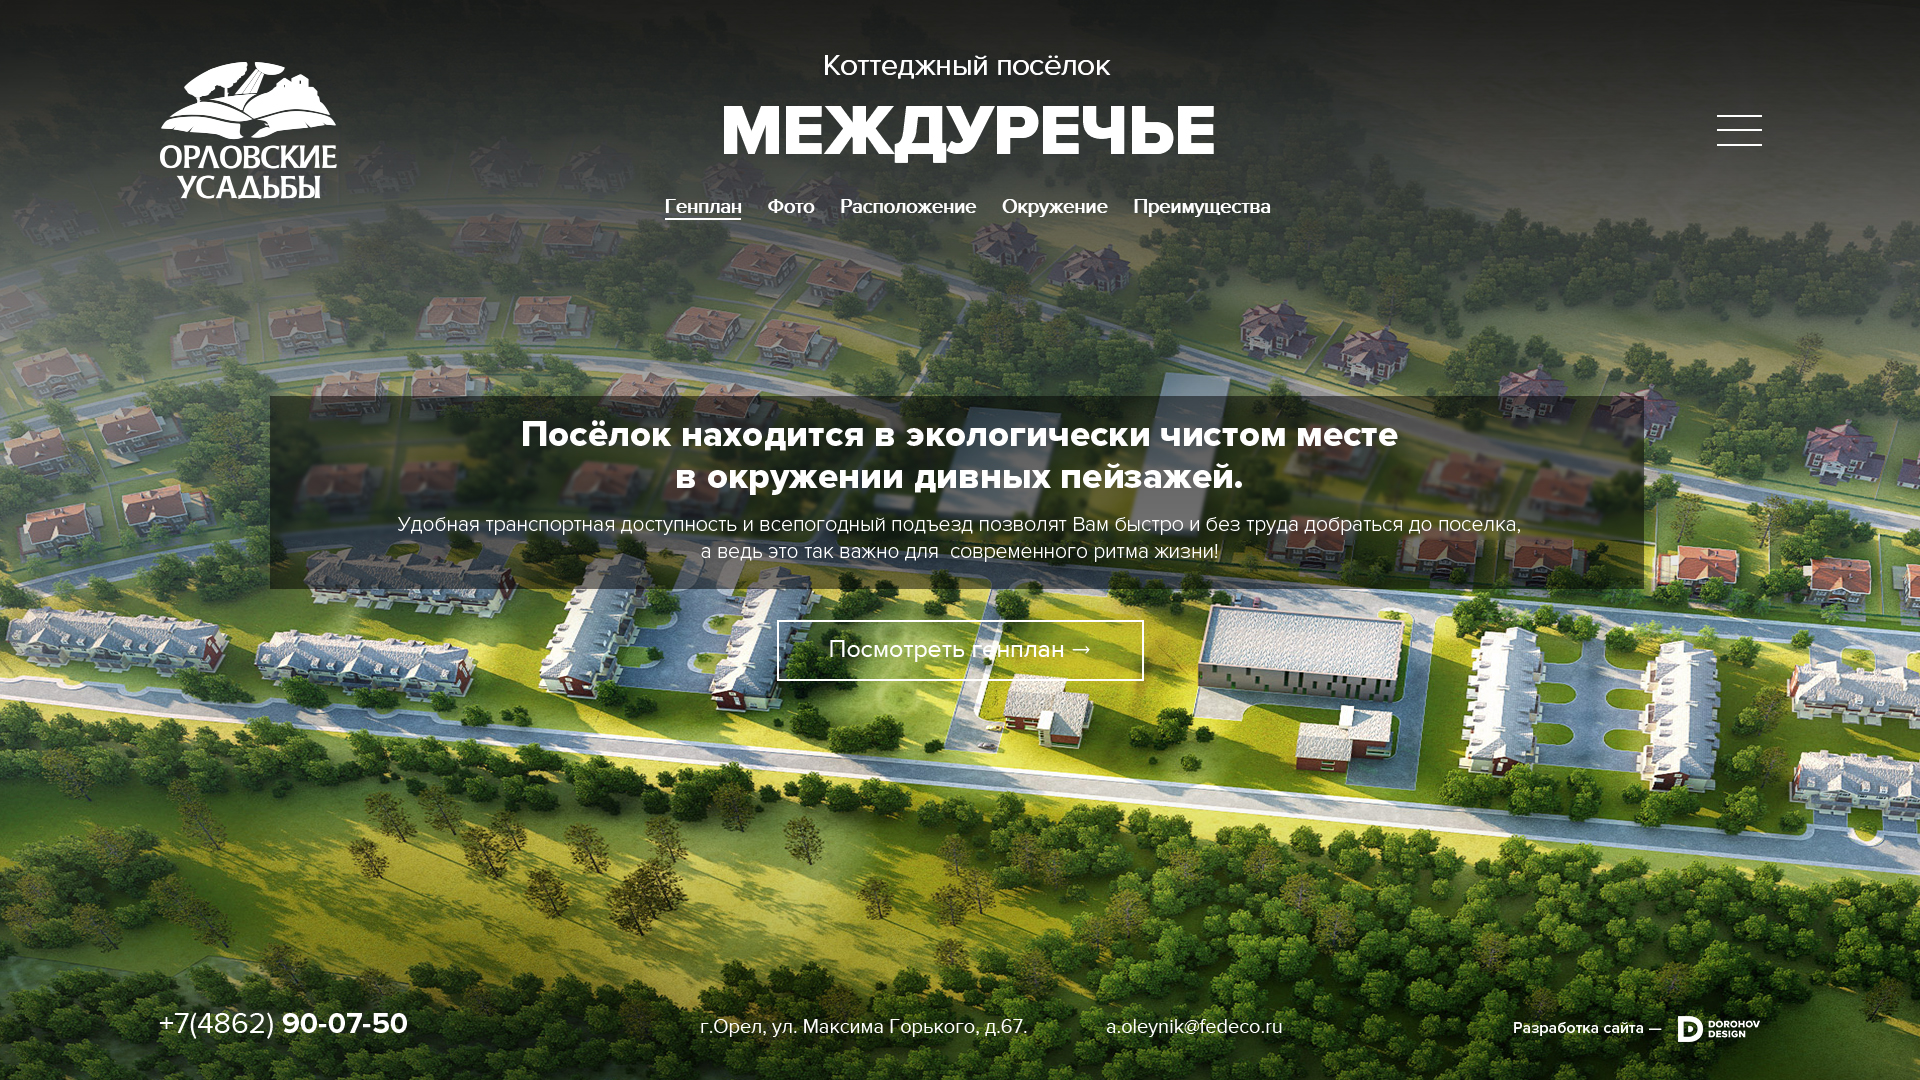 ОРЛОВСКИЕ
УСАДЬБЫ
Коттеджный посёлок
МЕЖДУРЕЧЬЕ
Генплан Фото Расположение Окружение Преимущества
Посёлок находится в экологически чистом месте
в окружении дивных пейзажей.
Удобная транспортная доступность и всепогодный подъезд позволят Вам быстро и без труда добраться до поселка,
а ведь это так важно для современного ритма жизни!
Посмотреть генплан →
+7(4862) 90-07-50
г.Орел, ул. Максима Горького, д.67.
a.oleynik@fedeco.ru
Разработка сайта —
DOROHOV
DESIGN